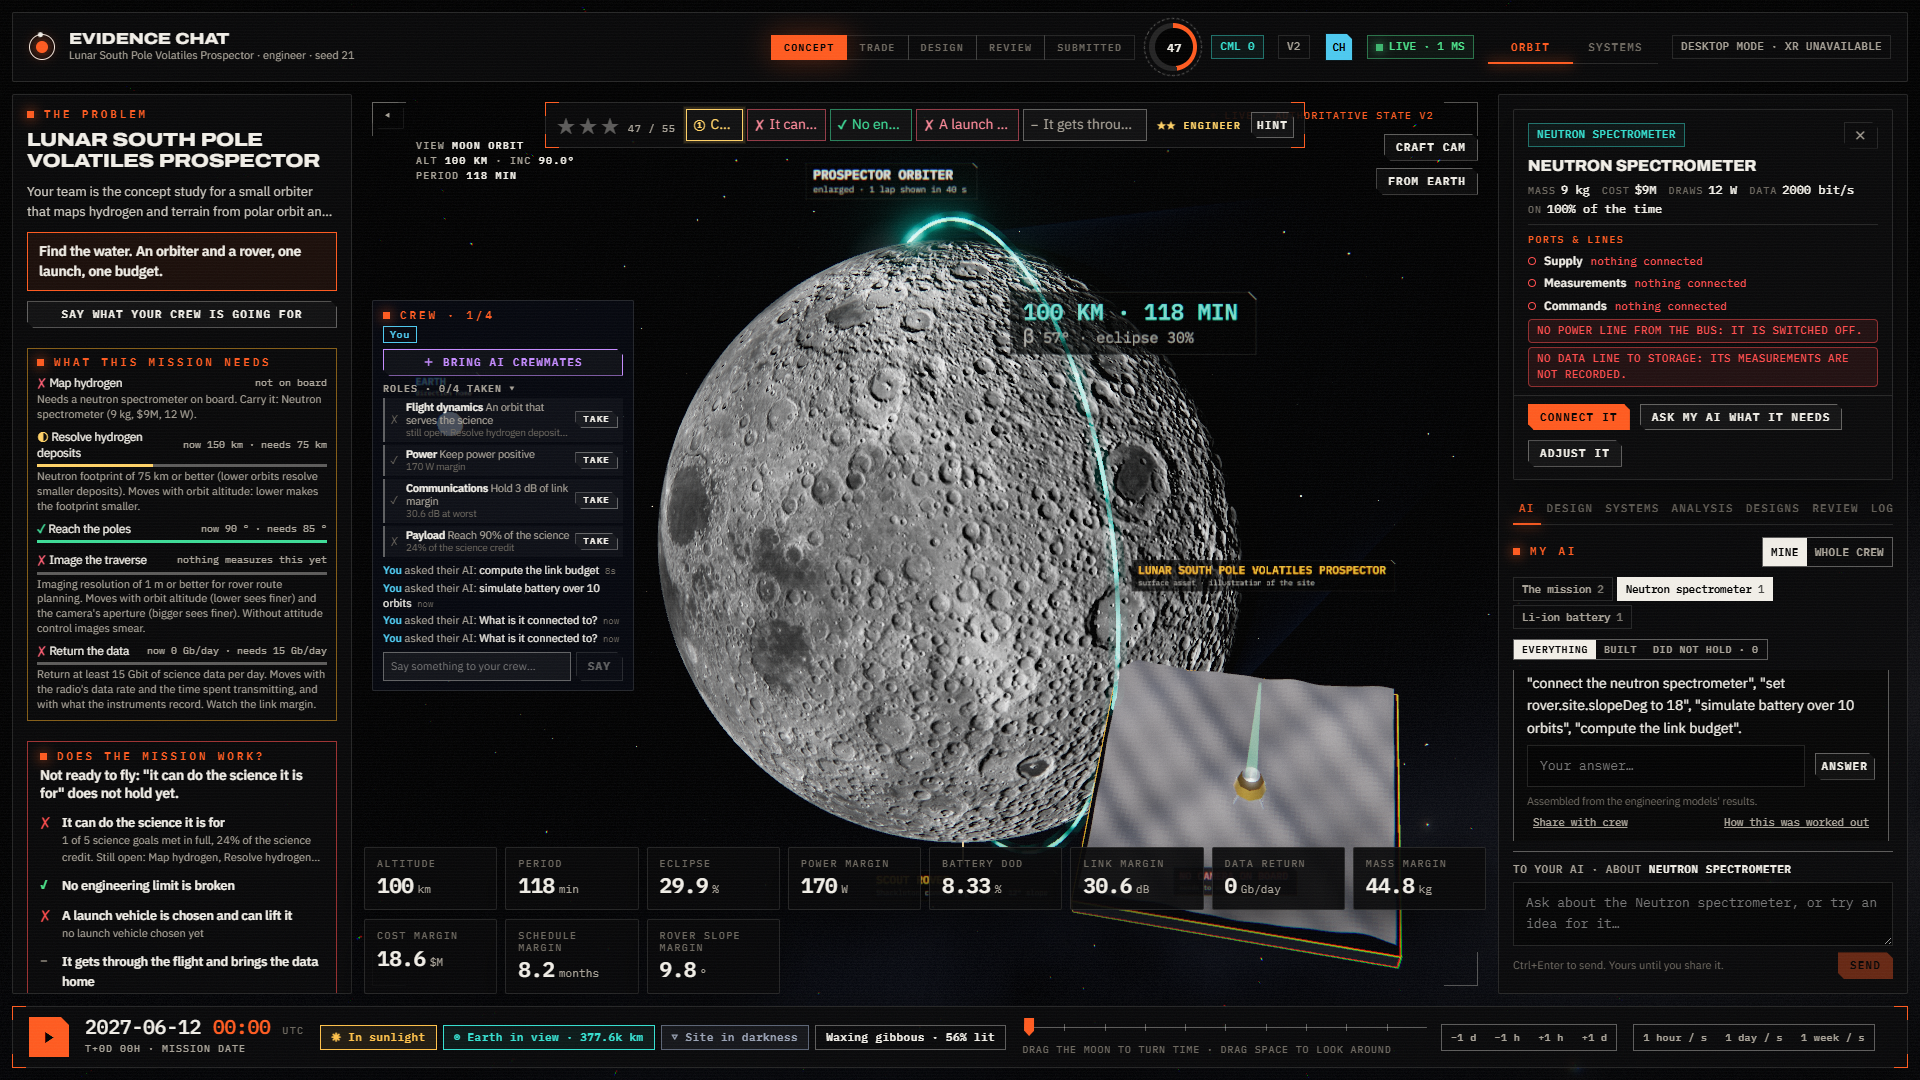 EVIDENCE CHAT
Lunar South Pole Volatiles Prospector · engineer · seed 21
CONCEPT TRADE DESIGN REVIEW SUBMITTED
47
CML 0
V2
CH
LIVE · 1 MS
ORBIT SYSTEMS
DESKTOP MODE · XR UNAVAILABLE
THE PROBLEM
LUNAR SOUTH POLE
VOLATILES PROSPECTOR
Your team is the concept study for a small orbiter
that maps hydrogen and terrain from polar orbit an...
Find the water. An orbiter and a rover, one
launch, one budget.
SAY WHAT YOUR CREW IS GOING FOR
WHAT THIS MISSION NEEDS
✗ Map hydrogen not on board
Needs a neutron spectrometer on board. Carry it: Neutron
spectrometer (9 kg, $9M, 12 W).
Resolve hydrogen
deposits now 150 km · needs 75 km
Neutron footprint of 75 km or better (lower orbits resolve
smaller deposits). Moves with orbit altitude: lower makes
the footprint smaller.
✓ Reach the poles now 90 ° · needs 85 °
✗ Image the traverse nothing measures this yet
Imaging resolution of 1 m or better for rover route
planning. Moves with orbit altitude (lower sees finer) and
the camera's aperture (bigger sees finer). Without attitude
control images smear.
✗ Return the data now 0 Gb/day · needs 15 Gb/day
Return at least 15 Gbit of science data per day. Moves with
the radio's data rate and the time spent transmitting, and
with what the instruments record. Watch the link margin.
DOES THE MISSION WORK?
Not ready to fly: "it can do the science it is
for" does not hold yet.
✗ It can do the science it is for
1 of 5 science goals met in full, 24% of the science
credit. Still open: Map hydrogen, Resolve hydrogen...
✓ No engineering limit is broken
✗ A launch vehicle is chosen and can lift it
no launch vehicle chosen yet
– It gets through the flight and brings the data
home
★★★ 47 / 55
① C...
✗ It can...
✓ No en...
✗ A launch ...
– It gets throu...
★★ ENGINEER
HINT
ORITATIVE STATE V2
VIEW MOON ORBIT
ALT 100 KM · INC 90.0°
PERIOD 118 MIN
CRAFT CAM
FROM EARTH
PROSPECTOR ORBITER
enlarged · 1 lap shown in 40 s
100 KM · 118 MIN
β 57° · eclipse 30%
LUNAR SOUTH POLE VOLATILES PROSPECTOR
surface asset · illustration of the site
CREW · 1/4
You
+ BRING AI CREWMATES
EARTH
ROLES · 0/4 TAKEN ▾
✗ Flight dynamics An orbit that
serves the science
still open: Resolve hydrogen deposit...
TAKE
✓ Power Keep power positive
170 W margin
TAKE
✓ Communications Hold 3 dB of link
margin
30.6 dB at worst
TAKE
✗ Payload Reach 90% of the science
24% of the science credit
TAKE
You asked their AI: compute the link budget 8s
You asked their AI: simulate battery over 10
orbits now
You asked their AI: What is it connected to? now
You asked their AI: What is it connected to? now
Say something to your crew...
SAY
ALTITUDE
100 km
PERIOD
118 min
ECLIPSE
29.9 %
POWER MARGIN
170 W
BATTERY DOD
8.33 %
LINK MARGIN
30.6 dB
DATA RETURN
0 Gb/day
MASS MARGIN
44.8 kg
COST MARGIN
18.6 $M
SCHEDULE
MARGIN
8.2 months
ROVER SLOPE
MARGIN
9.8 °
NEUTRON SPECTROMETER
✕
NEUTRON SPECTROMETER
MASS 9 kg COST $9M DRAWS 12 W DATA 2000 bit/s
ON 100% of the time
PORTS & LINES
Supply nothing connected
Measurements nothing connected
Commands nothing connected
NO POWER LINE FROM THE BUS: IT IS SWITCHED OFF.
NO DATA LINE TO STORAGE: ITS MEASUREMENTS ARE
NOT RECORDED.
CONNECT IT
ASK MY AI WHAT IT NEEDS
ADJUST IT
AI DESIGN SYSTEMS ANALYSIS DESIGNS REVIEW LOG
MY AI
MINE WHOLE CREW
The mission 2
Neutron spectrometer 1
Li-ion battery 1
EVERYTHING BUILT DID NOT HOLD · 0
"connect the neutron spectrometer", "set
rover.site.slopeDeg to 18", "simulate battery over 10
orbits", "compute the link budget".
Your answer…
ANSWER
Assembled from the engineering models' results.
Share with crew
How this was worked out
TO YOUR AI · ABOUT NEUTRON SPECTROMETER
Ask about the Neutron spectrometer, or try an
idea for it…
Ctrl+Enter to send. Yours until you share it.
SEND
2027-06-12 00:00 UTC
T+0D 00H · MISSION DATE
In sunlight
Earth in view · 377.6k km
Site in darkness
Waxing gibbous · 56% lit
DRAG THE MOON TO TURN TIME · DRAG SPACE TO LOOK AROUND
−1 d −1 h +1 h +1 d
1 hour / s 1 day / s 1 week / s